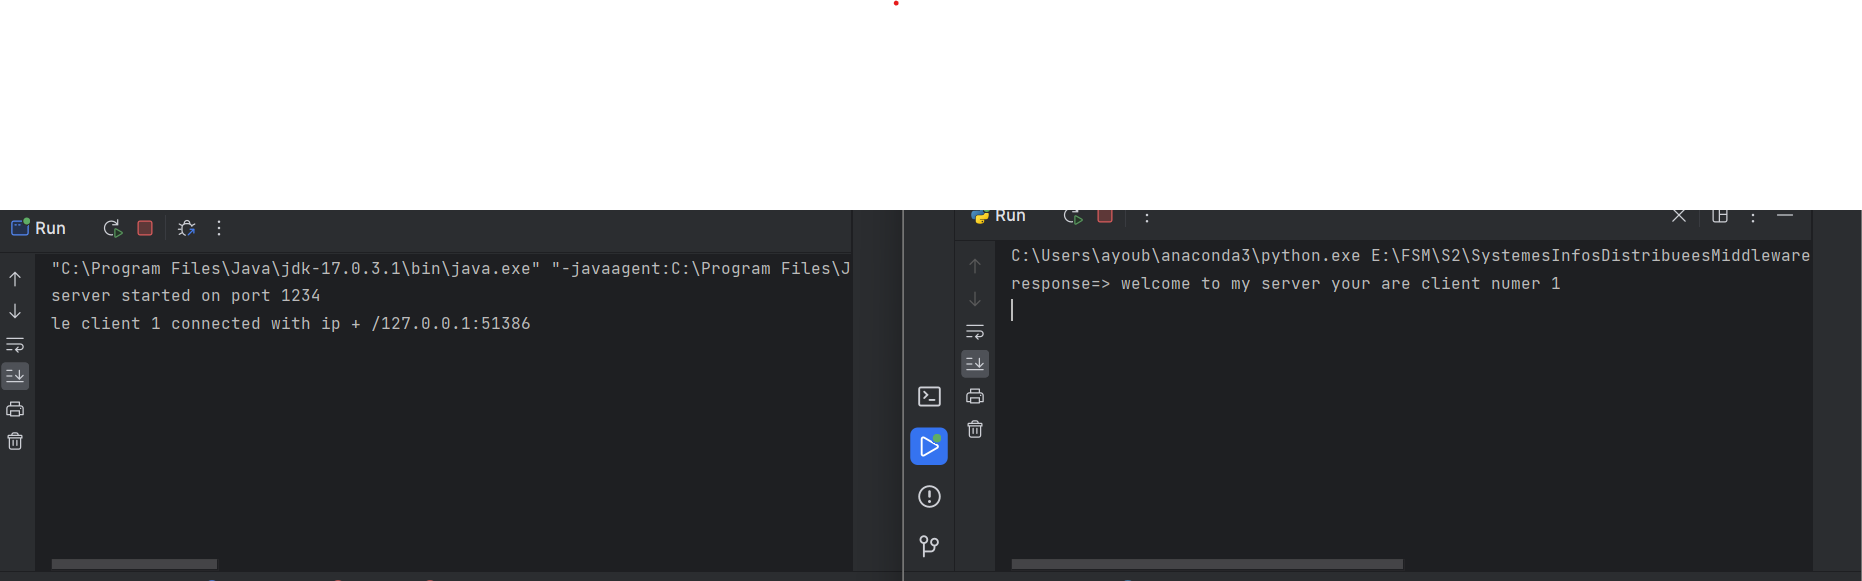 Run
"C:\Program Files\Java\jdk-17.0.3.1\bin\java.exe" "-javaagent:C:\Program Files\J
server started on port 1234
le client 1 connected with ip + /127.0.0.1:51386
Run
C:\Users\ayoub\anaconda3\python.exe E:\FSM\S2\SystemesInfosDistribueesMiddleware
response=> welcome to my server your are client numer 1